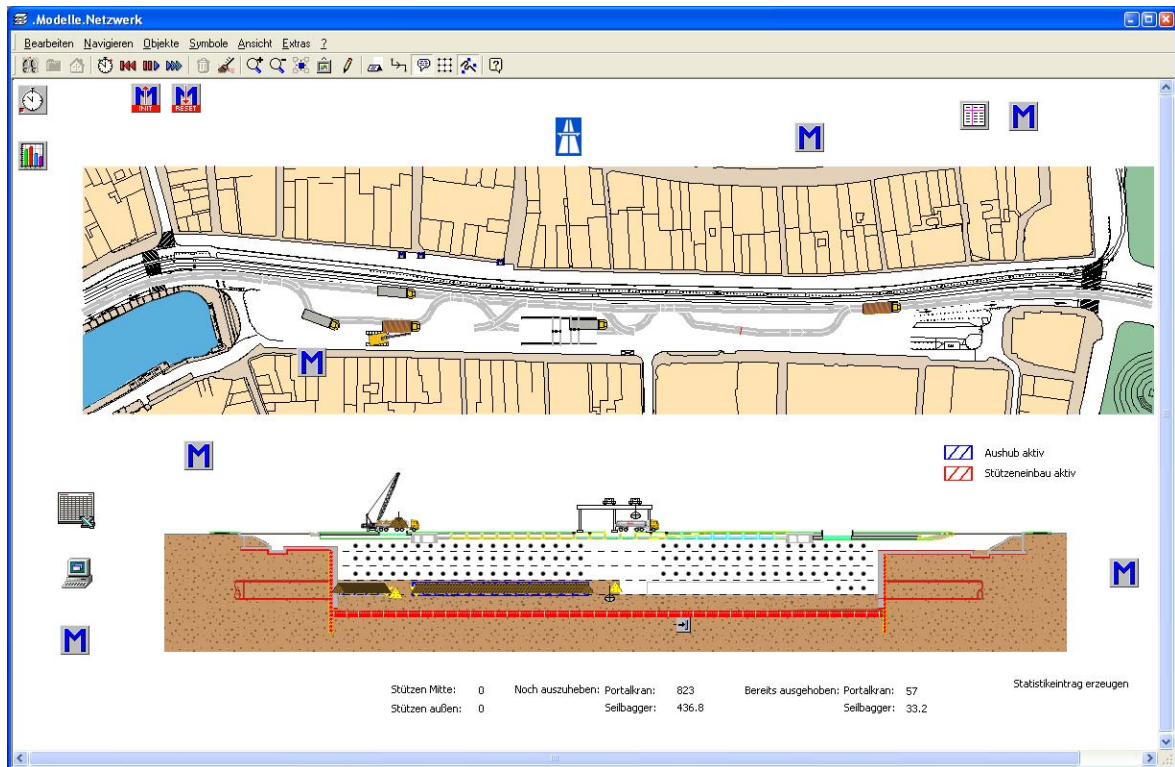 .Modelle.Netzwerk
Bearbeiten Navigieren Objekte Symbole Ansicht Extras ?
M INIT M RESET
M M
M
M
Aushub aktiv
Stützeneinbau aktiv
M
M
Stützen Mitte: 0 Noch auszuheben: Portalkran: 823 Bereits ausgehoben: Portalkran: 57 Statistikeintrag erzeugen
Stützen außen: 0 Seilbagger: 436.8 Seilbagger: 33.2